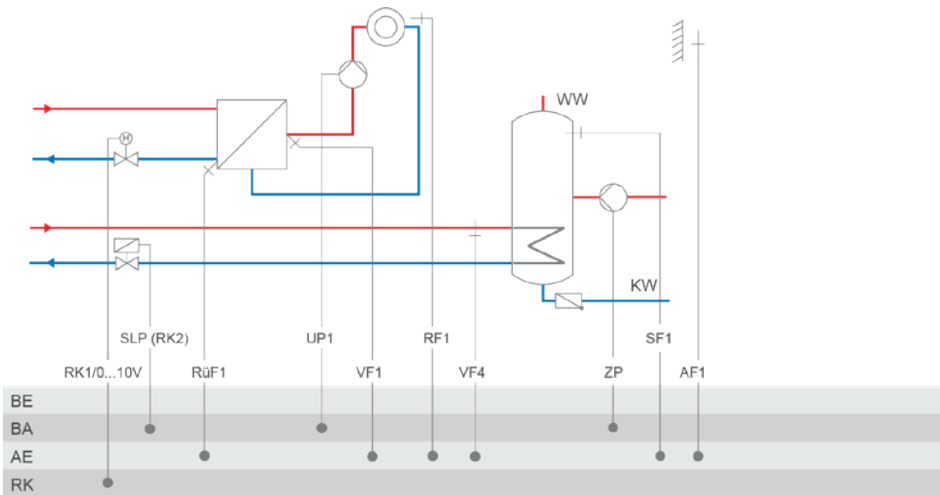 M
WW
KW
SLP (RK2) UP1 RF1 SF1
RK1/0...10V RüF1 VF1 VF4 ZP AF1
BE
BA
AE
RK